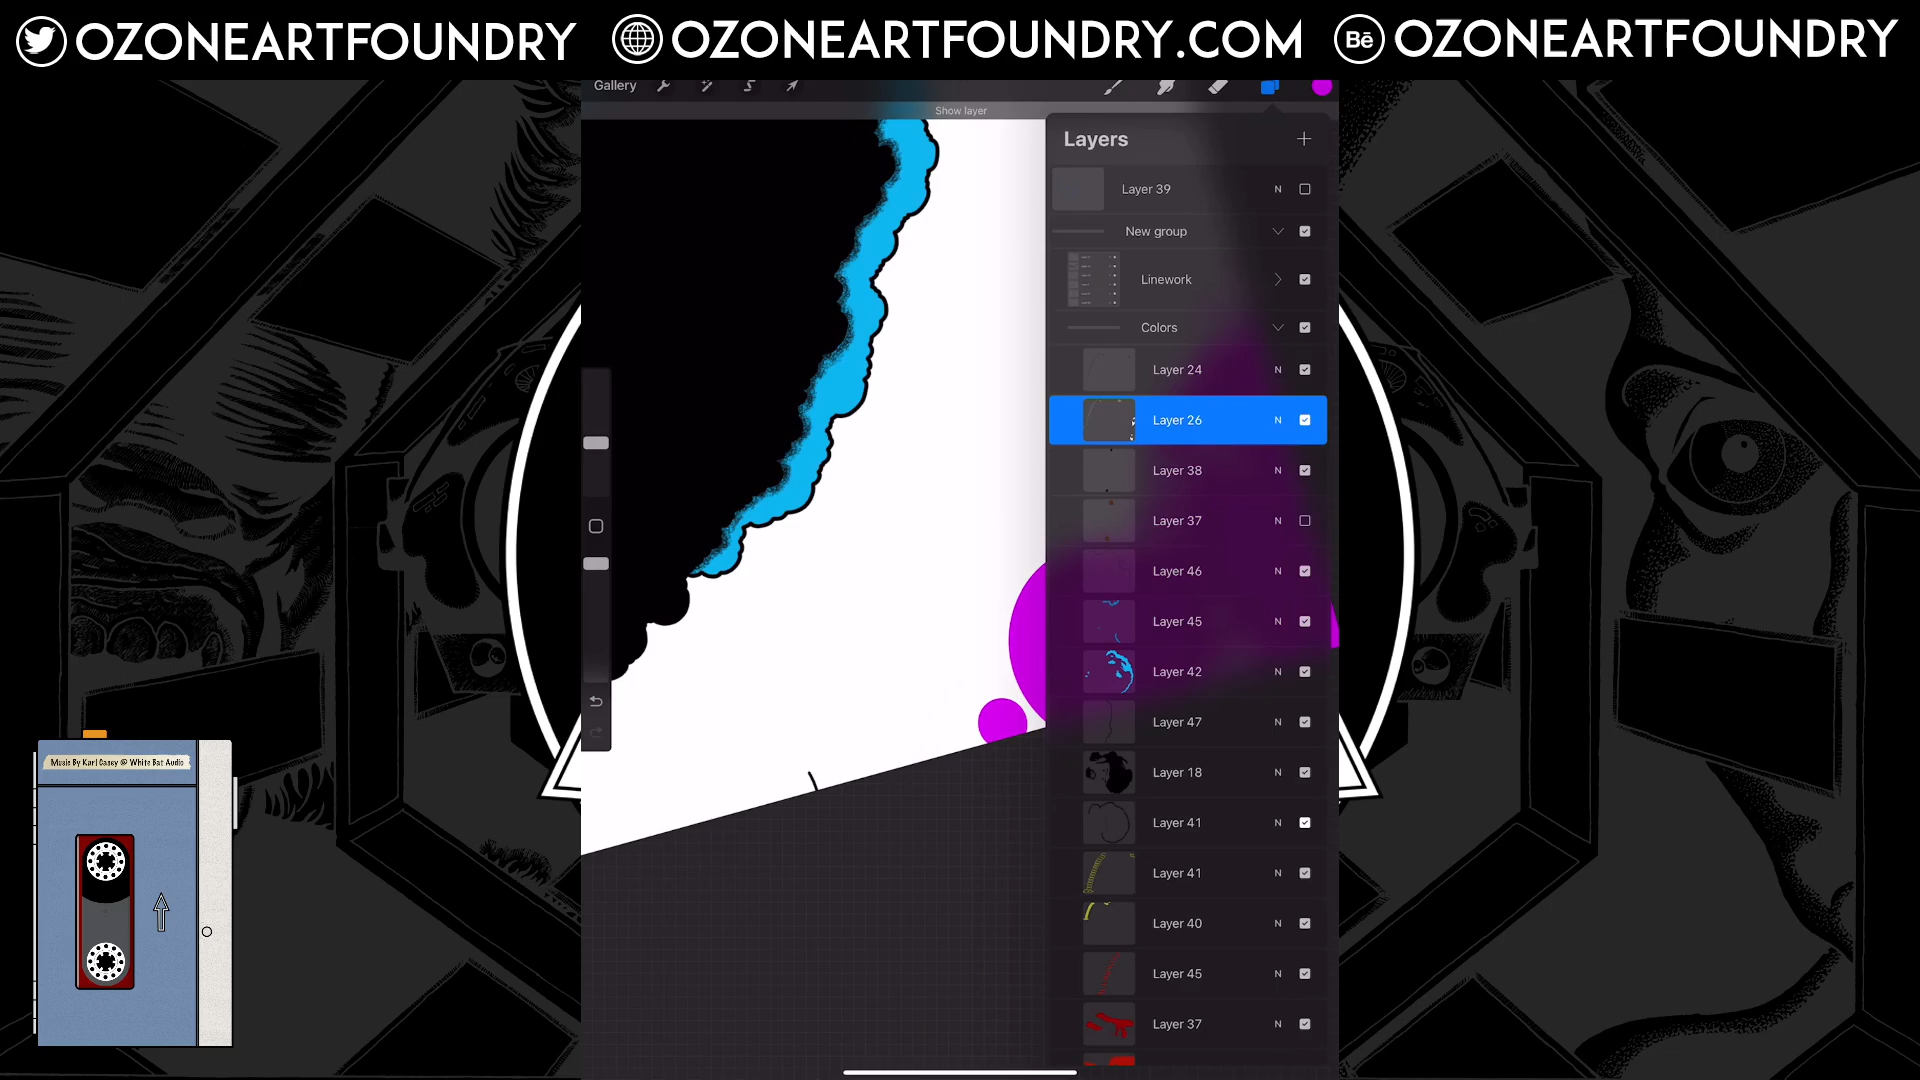 OZONEARTFOUNDRY OZONEARTFOUNDRY.COM Bē OZONEARTFOUNDRY
Gallery
Show layer
Layers
Layer 39 N
New group
Linework
Colors
Layer 24 N
Layer 26 N
Layer 38 N
Layer 37 N
Layer 46 N
Layer 45 N
Layer 42 N
Layer 47 N
Layer 18 N
Layer 41 N
Layer 41 N
Layer 40 N
Layer 45 N
Layer 37 N
Music By Karl Casey @ White Bat Audio